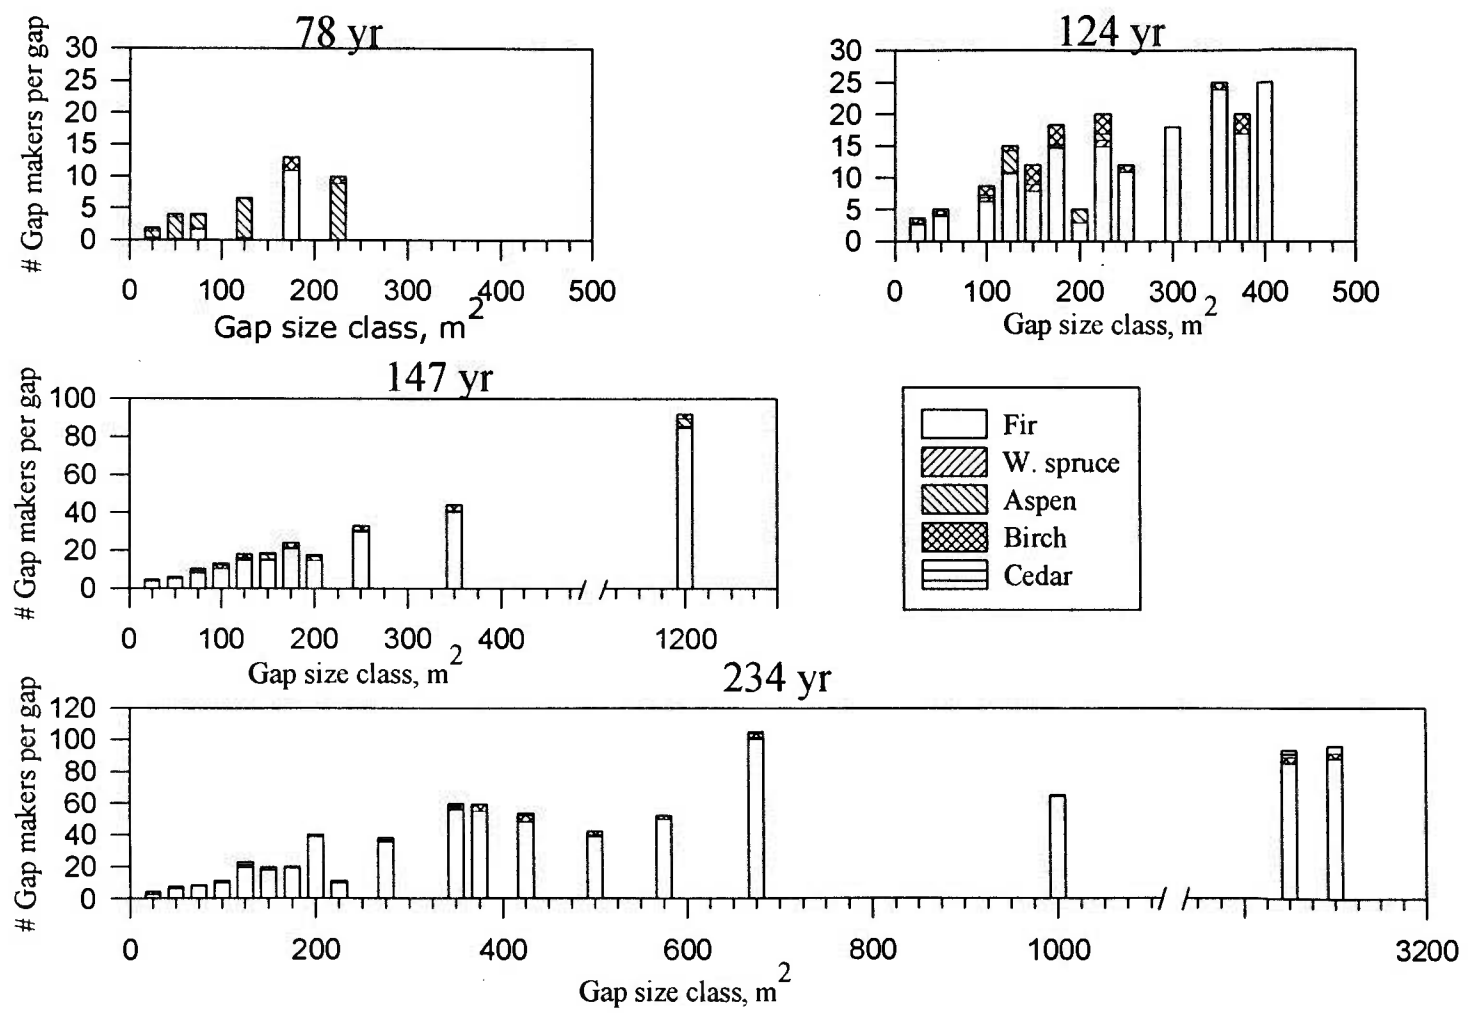 78 yr
# Gap makers per gap
30
25
20
15
10
5
0
0 100 200 300 400 500
Gap size class, m2
124 yr
30
25
20
15
10
5
0
0 100 200 300 400 500
Gap size class, m2
147 yr
# Gap makers per gap
100
80
60
40
20
0
0 100 200 300 400 1200
Gap size class, m2
Fir
W. spruce
Aspen
Birch
Cedar
234 yr
# Gap makers per gap
120
100
80
60
40
20
0
0 200 400 600 800 1000 3200
Gap size class, m2